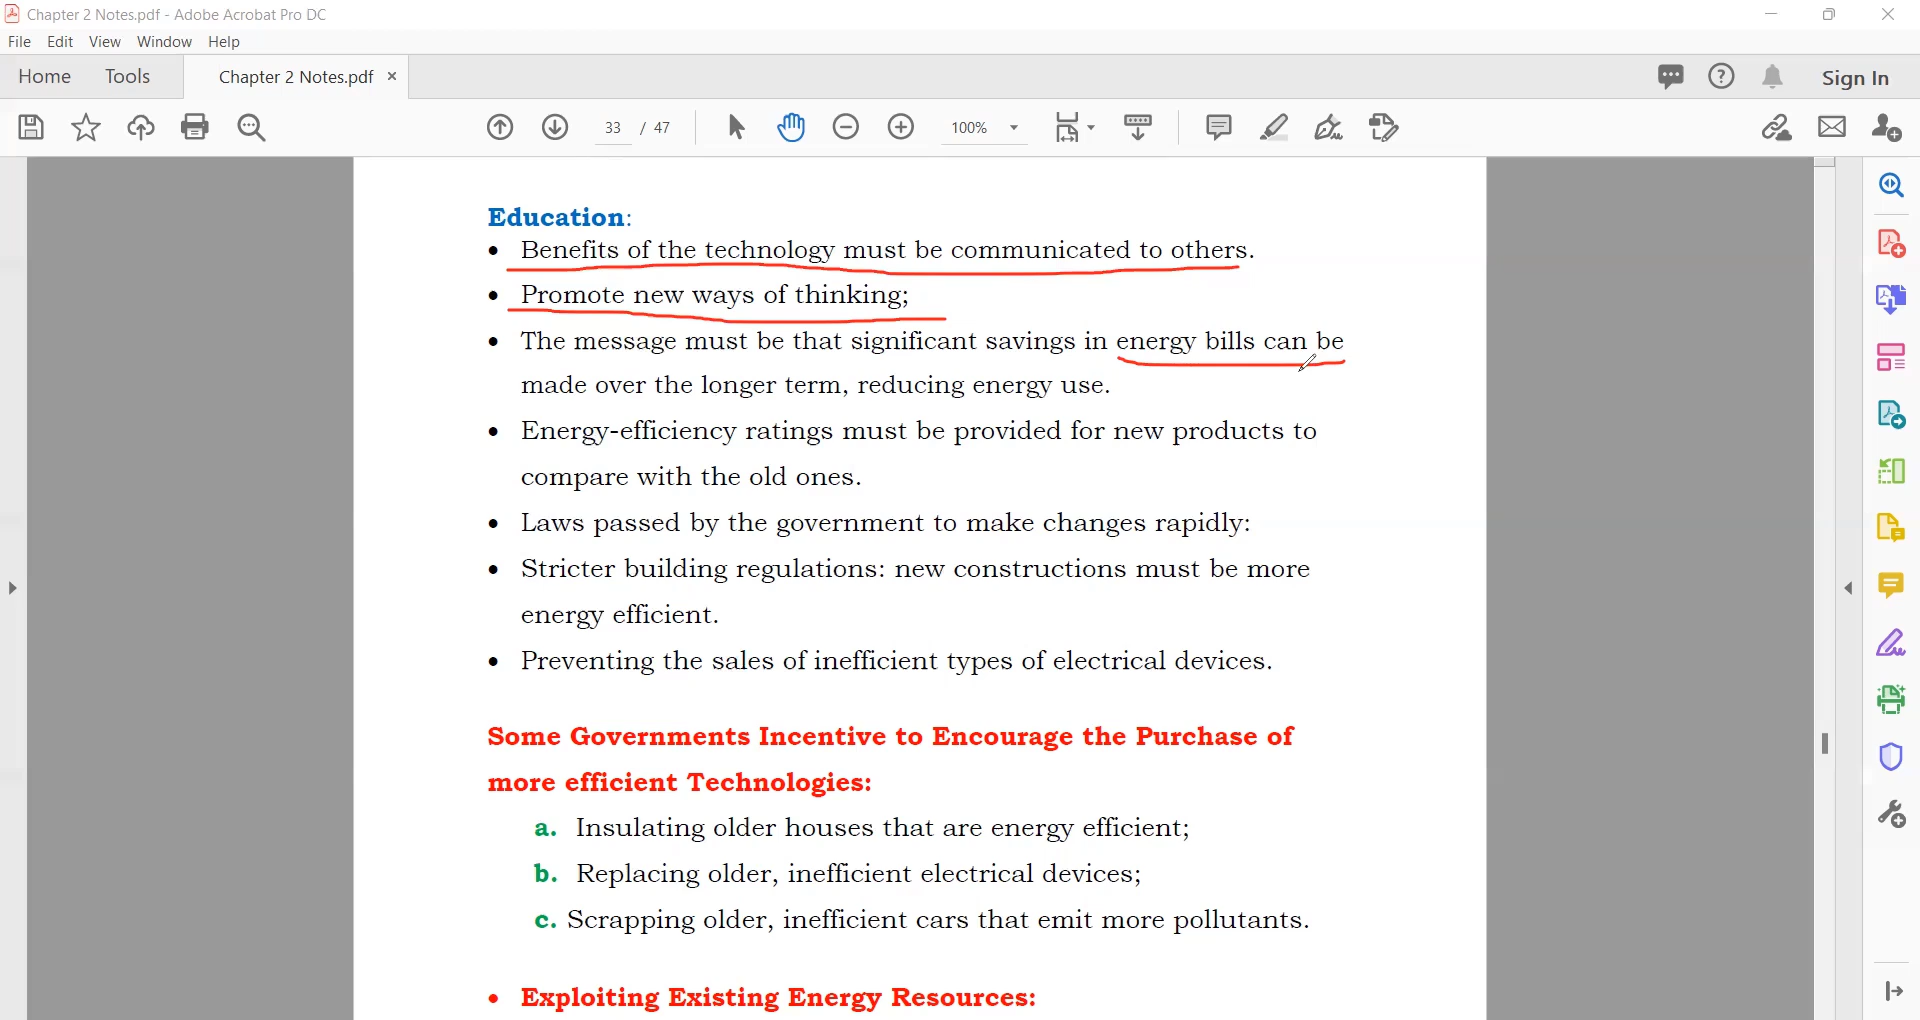 Chapter 2 Notes.pdf - Adobe Acrobat Pro DC
File Edit View Window Help
Home Tools Chapter 2 Notes.pdf × Sign In
33 / 47 100%
Education:
• Benefits of the technology must be communicated to others.
• Promote new ways of thinking;
• The message must be that significant savings in energy bills can be
made over the longer term, reducing energy use.
• Energy-efficiency ratings must be provided for new products to
compare with the old ones.
• Laws passed by the government to make changes rapidly:
• Stricter building regulations: new constructions must be more
energy efficient.
• Preventing the sales of inefficient types of electrical devices.
Some Governments Incentive to Encourage the Purchase of
more efficient Technologies:
a. Insulating older houses that are energy efficient;
b. Replacing older, inefficient electrical devices;
c. Scrapping older, inefficient cars that emit more pollutants.
• Exploiting Existing Energy Resources: